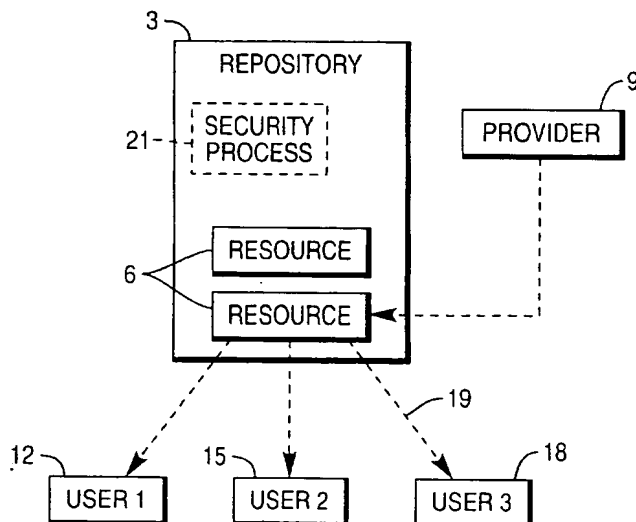 3
REPOSITORY
9
21
SECURITY
PROCESS
PROVIDER
RESOURCE
6
RESOURCE
19
12
15
18
USER 1
USER 2
USER 3